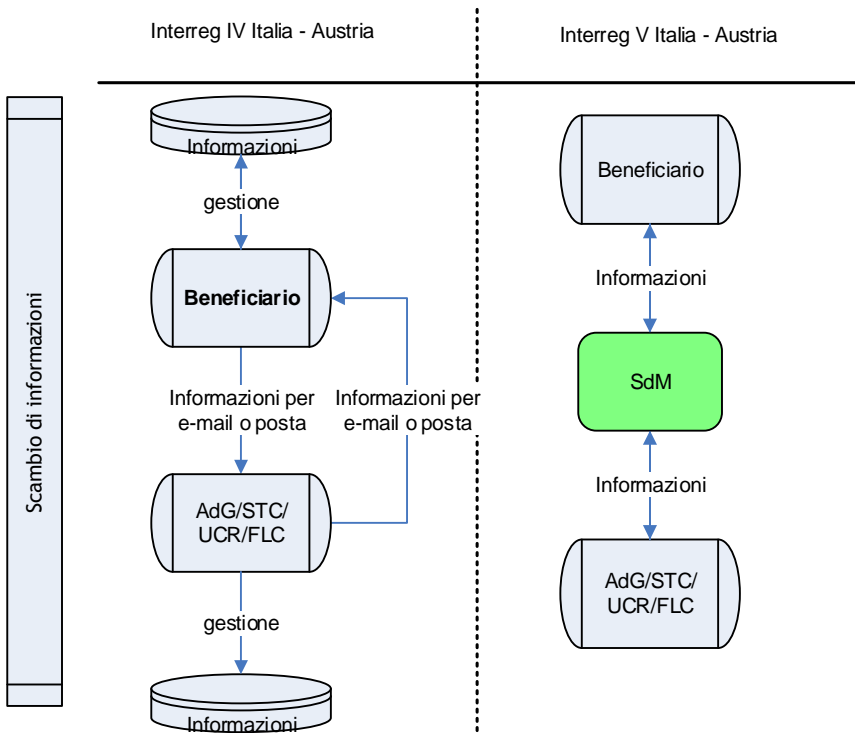 Interreg IV Italia - Austria
Interreg V Italia - Austria
Scambio di informazioni
Informazioni
gestione
Beneficiario
Informazioni per
e-mail o posta
Informazioni per
e-mail o posta
AdG/STC/
UCR/FLC
gestione
Informazioni
Beneficiario
Informazioni
SdM
Informazioni
AdG/STC/
UCR/FLC